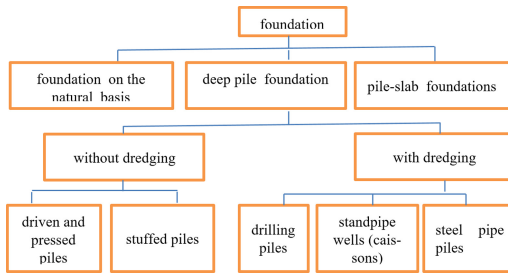 foundation
foundation on the
natural basis
deep pile foundation
pile-slab foundations
without dredging
with dredging
driven and
pressed
piles
stuffed piles
drilling
piles
standpipe
wells (cais-
sons)
steel pipe
piles